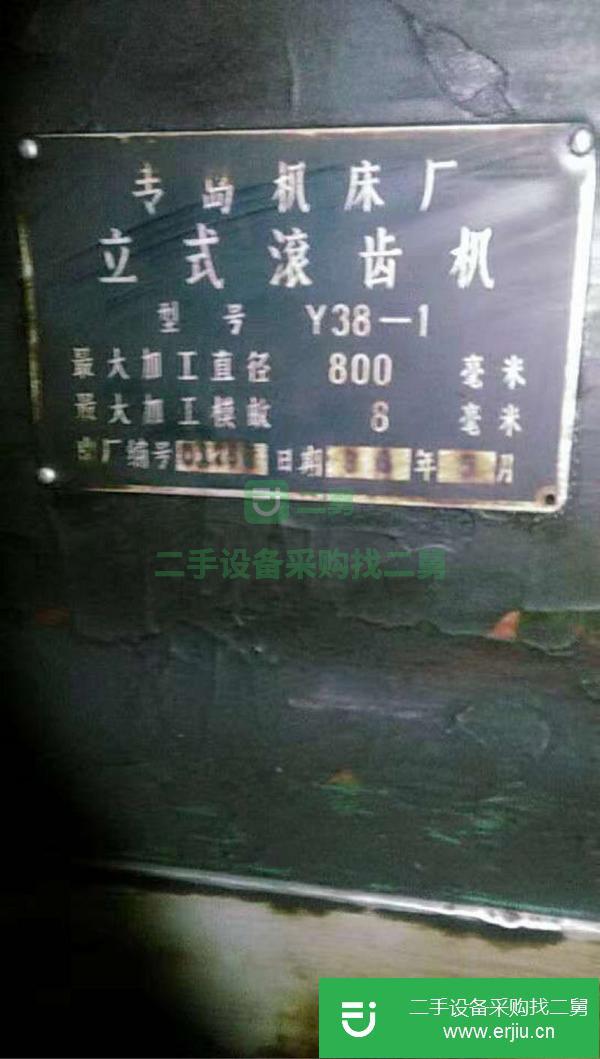 青岛机床厂
立式滚齿机
型号 Y38-1
最大加工直径 800 毫米
最大加工模数 8 毫米
出厂编号 日期 年 月
二舅
二手设备采购找二舅
二手设备采购找二舅
www.erjiu.cn